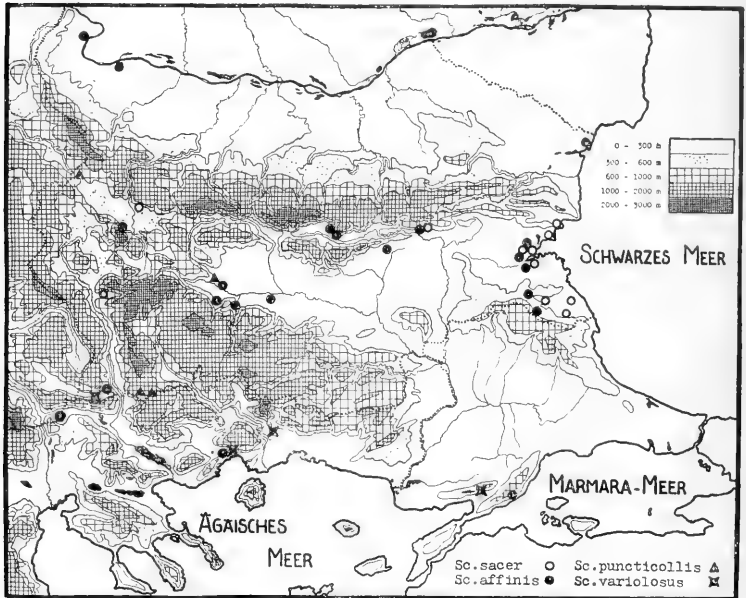 0 - 300 m
300 - 600 m
600 - 1000 m
1000 - 2000 m
2000 - 3000 m
SCHWARZES MEER
MARMARA-MEER
ÄGÄISCHES
MEER
Sc.sacer
Sc.puncticollis
Sc.affinis
Sc.variolosus